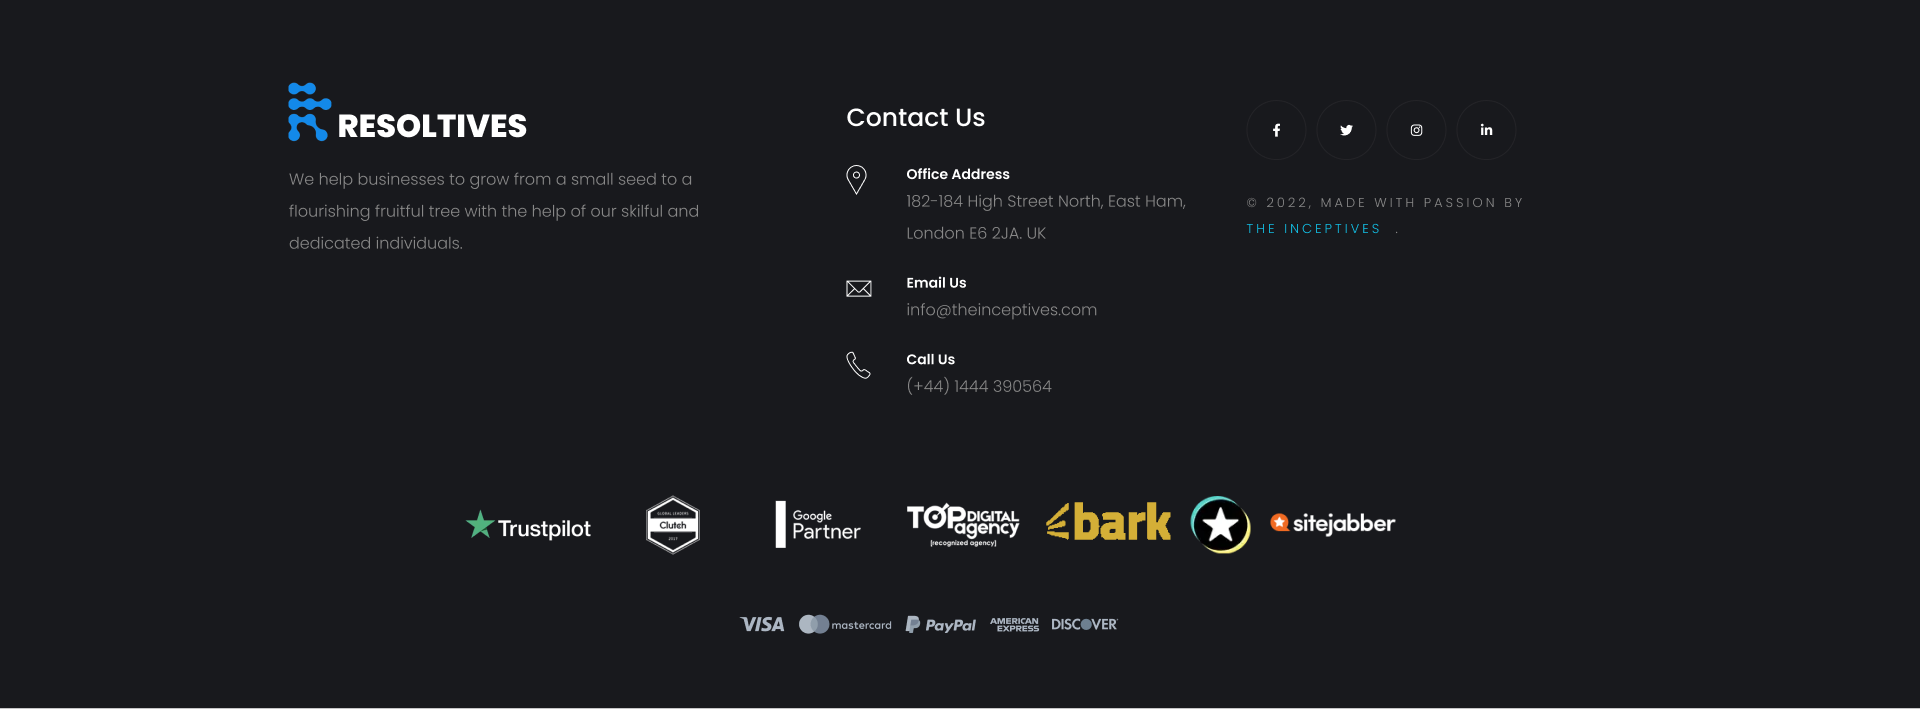 RESOLTIVES
We help businesses to grow from a small seed to a
flourishing fruitful tree with the help of our skilful and
dedicated individuals.
Contact Us
Office Address
182-184 High Street North, East Ham,
London E6 2JA. UK
Email Us
info@theinceptives.com
Call Us
(+44) 1444 390564
© 2022, MADE WITH PASSION BY
THE INCEPTIVES .
Trustpilot
GLOBAL LEADERS
Clutch
2017
Google
Partner
TOP DIGITAL
agency
[recognized agency]
bark
sitejabber
VISA
mastercard
PayPal
AMERICAN
EXPRESS
DISCOVER